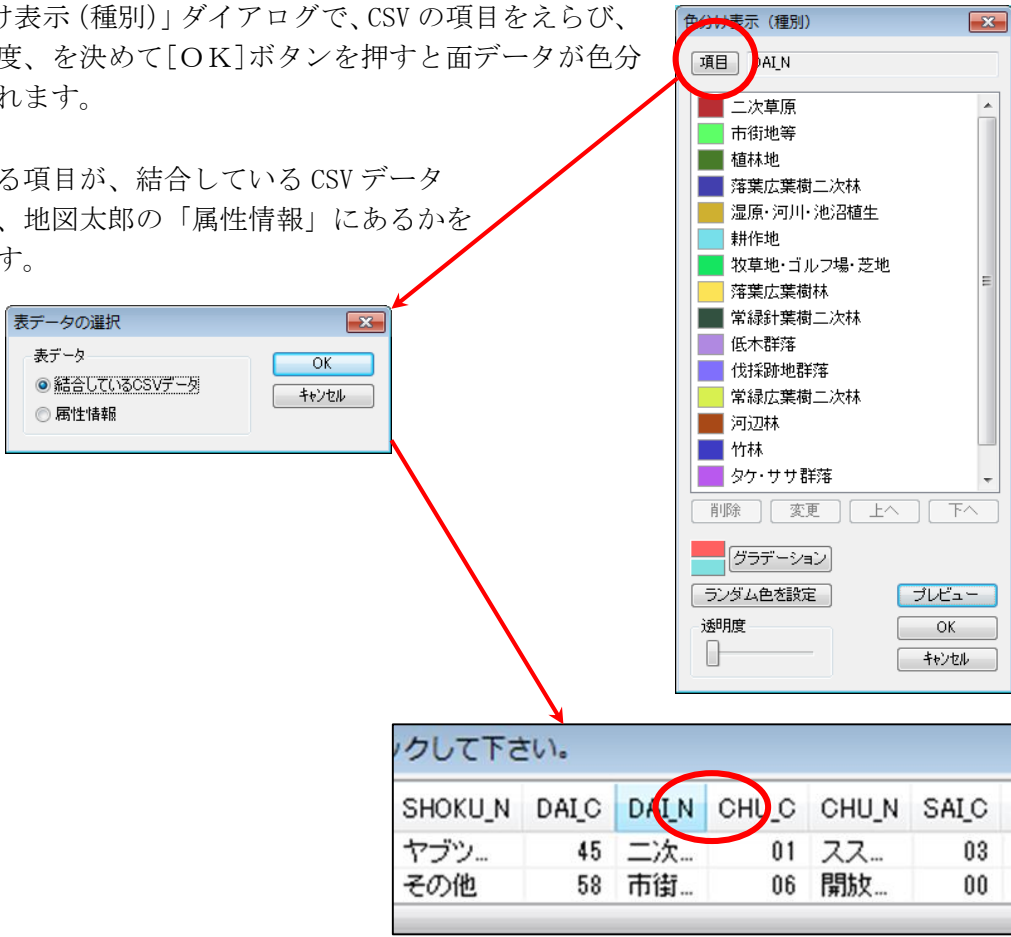 け表示(種別)」ダイアログで、CSV の項目をえらび、
度、を決めて[OK]ボタンを押すと面データが色分
れます。
る項目が、結合している CSV データ
、地図太郎の「属性情報」にあるかを
す。
色分け表示(種別)
項目 DAI_N
二次草原
市街地等
植林地
落葉広葉樹二次林
湿原・河川・池沼植生
耕作地
牧草地・ゴルフ場・芝地
落葉広葉樹林
常緑針葉樹二次林
低木群落
伐採跡地群落
常緑広葉樹二次林
河辺林
竹林
タケ・ササ群落
削除 変更 上へ 下へ
グラデーション
ランダム色を設定 プレビュー
透明度 OK
キャンセル
表データの選択
表データ
結合しているCSVデータ OK
属性情報 キャンセル
ックして下さい。
SHOKU_N DAI_C DAI_N CHU_C CHU_N SAI_C
ヤブツ... 45 二次... 01 スス... 03
その他 58 市街... 06 開放... 00